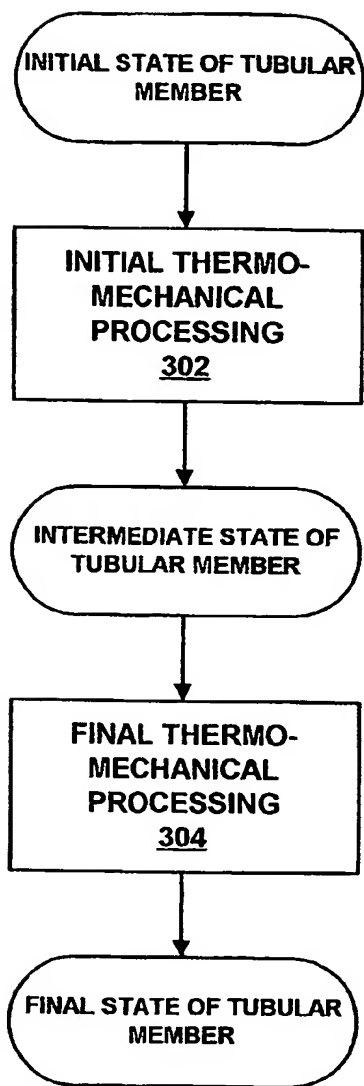 INITIAL STATE OF TUBULAR
MEMBER
INITIAL THERMO-
MECHANICAL
PROCESSING
302
INTERMEDIATE STATE OF
TUBULAR MEMBER
FINAL THERMO-
MECHANICAL
PROCESSING
304
FINAL STATE OF TUBULAR
MEMBER